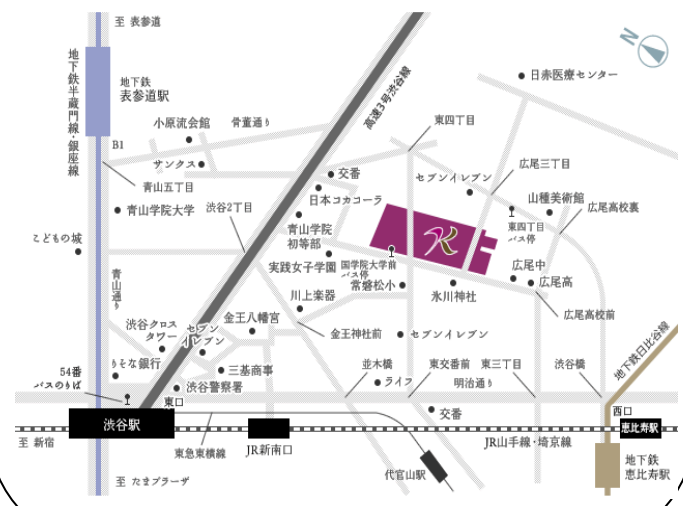 至 表参道
地下鉄半蔵門線・銀座線
地下鉄
表参道駅
高速3号渋谷線
N
日赤医療センター
小原流会館
骨董通り
東四丁目
B1
サンクス
交番
セブンイレブン
広尾三丁目
青山五丁目
日本コカコーラ
山種美術館
青山学院大学
渋谷2丁目
広尾高校裏
東四丁目
バス停
青山学院
初等部
こどもの城
K
実践女子学園
国学院大学前
バス停
広尾中
青山通り
常磐松小
氷川神社
広尾高
川上楽器
渋谷クロス
タワー
セブン
イレブン
金王八幡宮
金王神社前
セブンイレブン
広尾高校前
地下鉄日比谷線
りそな銀行
三基商事
並木橋
東交番前
東三丁目
渋谷橋
54番
バスのりば
渋谷警察署
ライフ
明治通り
東口
交番
西口
渋谷駅
恵比寿駅
至 新宿
東急東横線
JR新南口
JR山手線・埼京線
代官山駅
地下鉄
恵比寿駅
至 たまプラーザ